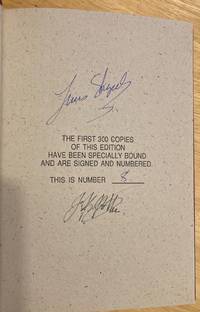 THE FIRST 300 COPIES
OF THIS EDITION
HAVE BEEN SPECIALLY BOUND
AND ARE SIGNED AND NUMBERED.
THIS IS NUMBER 8